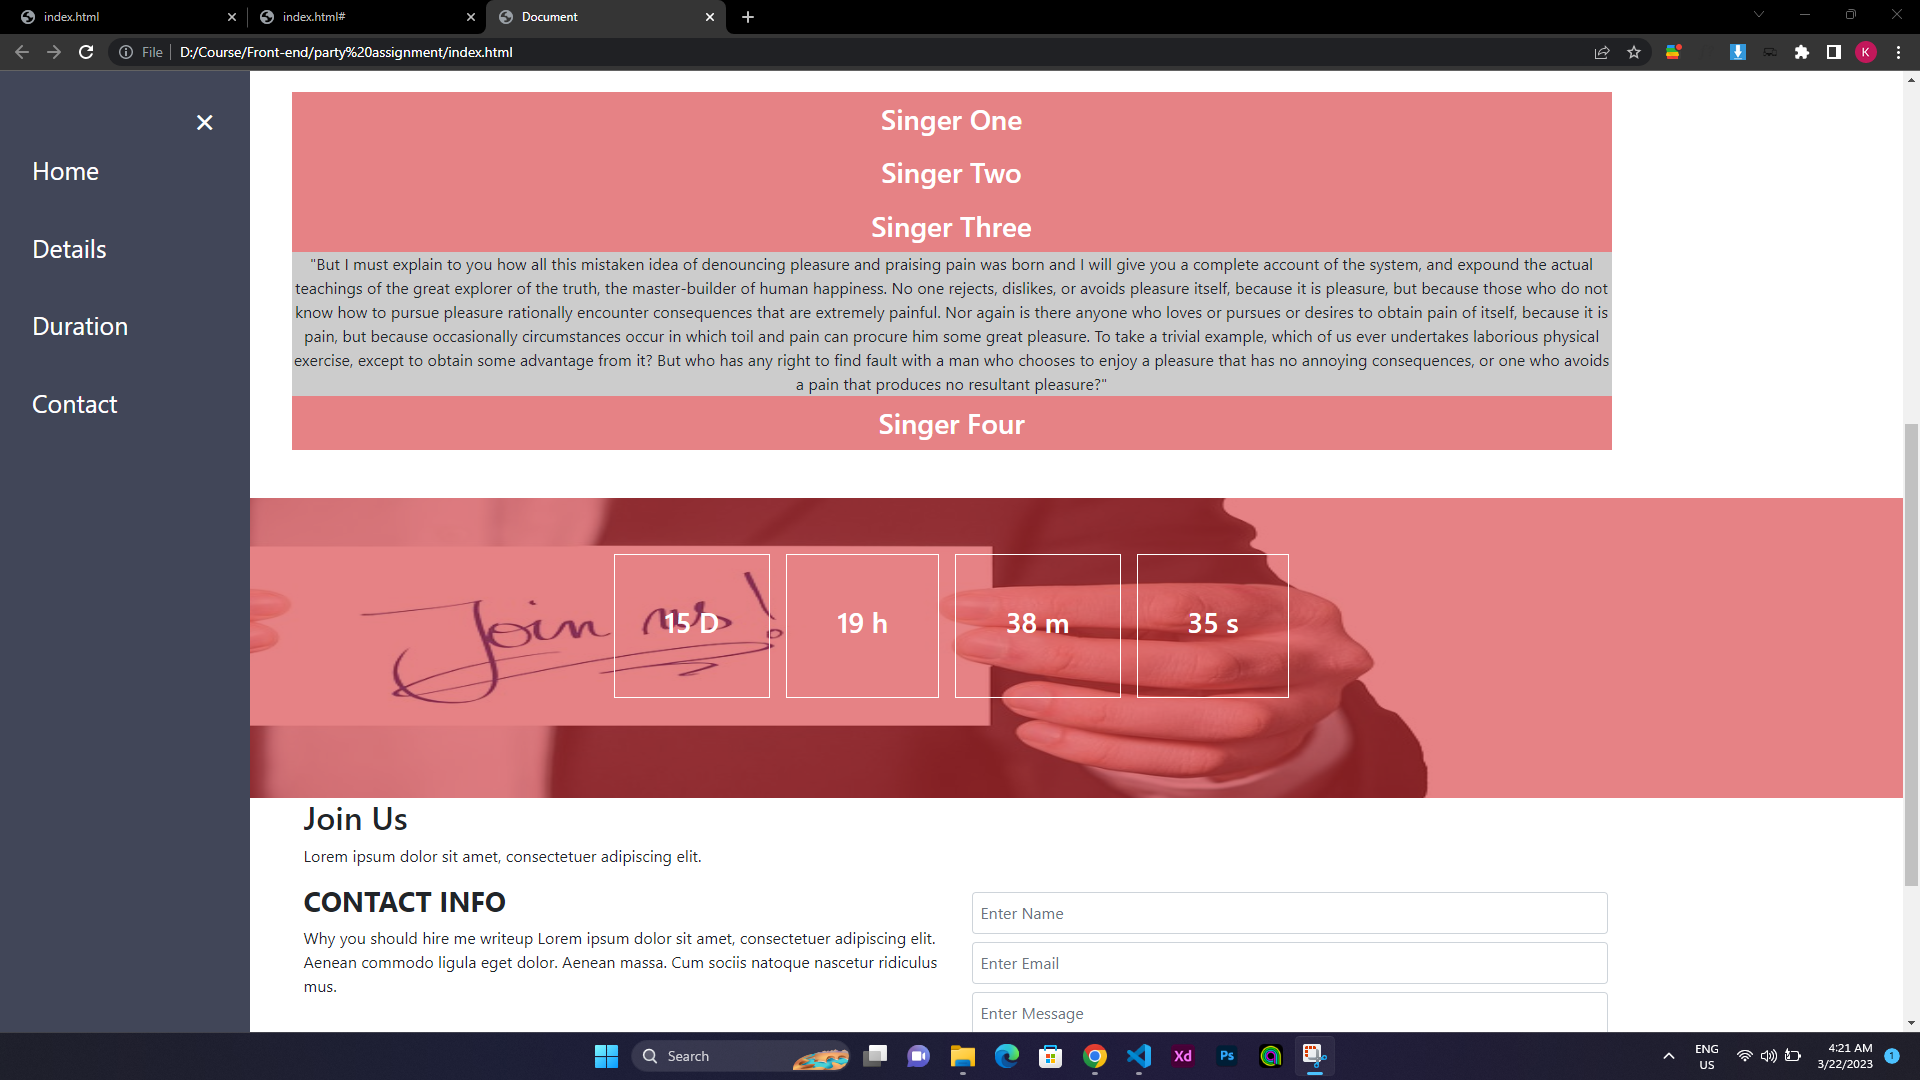 index.html
index.html#
Document
File
D:/Course/Front-end/party%20assignment/index.html
K
Home
Details
Duration
Contact
Singer One
Singer Two
Singer Three
"But I must explain to you how all this mistaken idea of denouncing pleasure and praising pain was born and I will give you a complete account of the system, and expound the actual
teachings of the great explorer of the truth, the master-builder of human happiness. No one rejects, dislikes, or avoids pleasure itself, because it is pleasure, but because those who do not
know how to pursue pleasure rationally encounter consequences that are extremely painful. Nor again is there anyone who loves or pursues or desires to obtain pain of itself, because it is
pain, but because occasionally circumstances occur in which toil and pain can procure him some great pleasure. To take a trivial example, which of us ever undertakes laborious physical
exercise, except to obtain some advantage from it? But who has any right to find fault with a man who chooses to enjoy a pleasure that has no annoying consequences, or one who avoids
a pain that produces no resultant pleasure?"
Singer Four
Join us!
15 D
19 h
38 m
35 s
Join Us
Lorem ipsum dolor sit amet, consectetuer adipiscing elit.
CONTACT INFO
Why you should hire me writeup Lorem ipsum dolor sit amet, consectetuer adipiscing elit.
Aenean commodo ligula eget dolor. Aenean massa. Cum sociis natoque nascetur ridiculus
mus.
Enter Name
Enter Email
Enter Message
Search
Xd
Ps
ENG
US
4:21 AM
3/22/2023
1